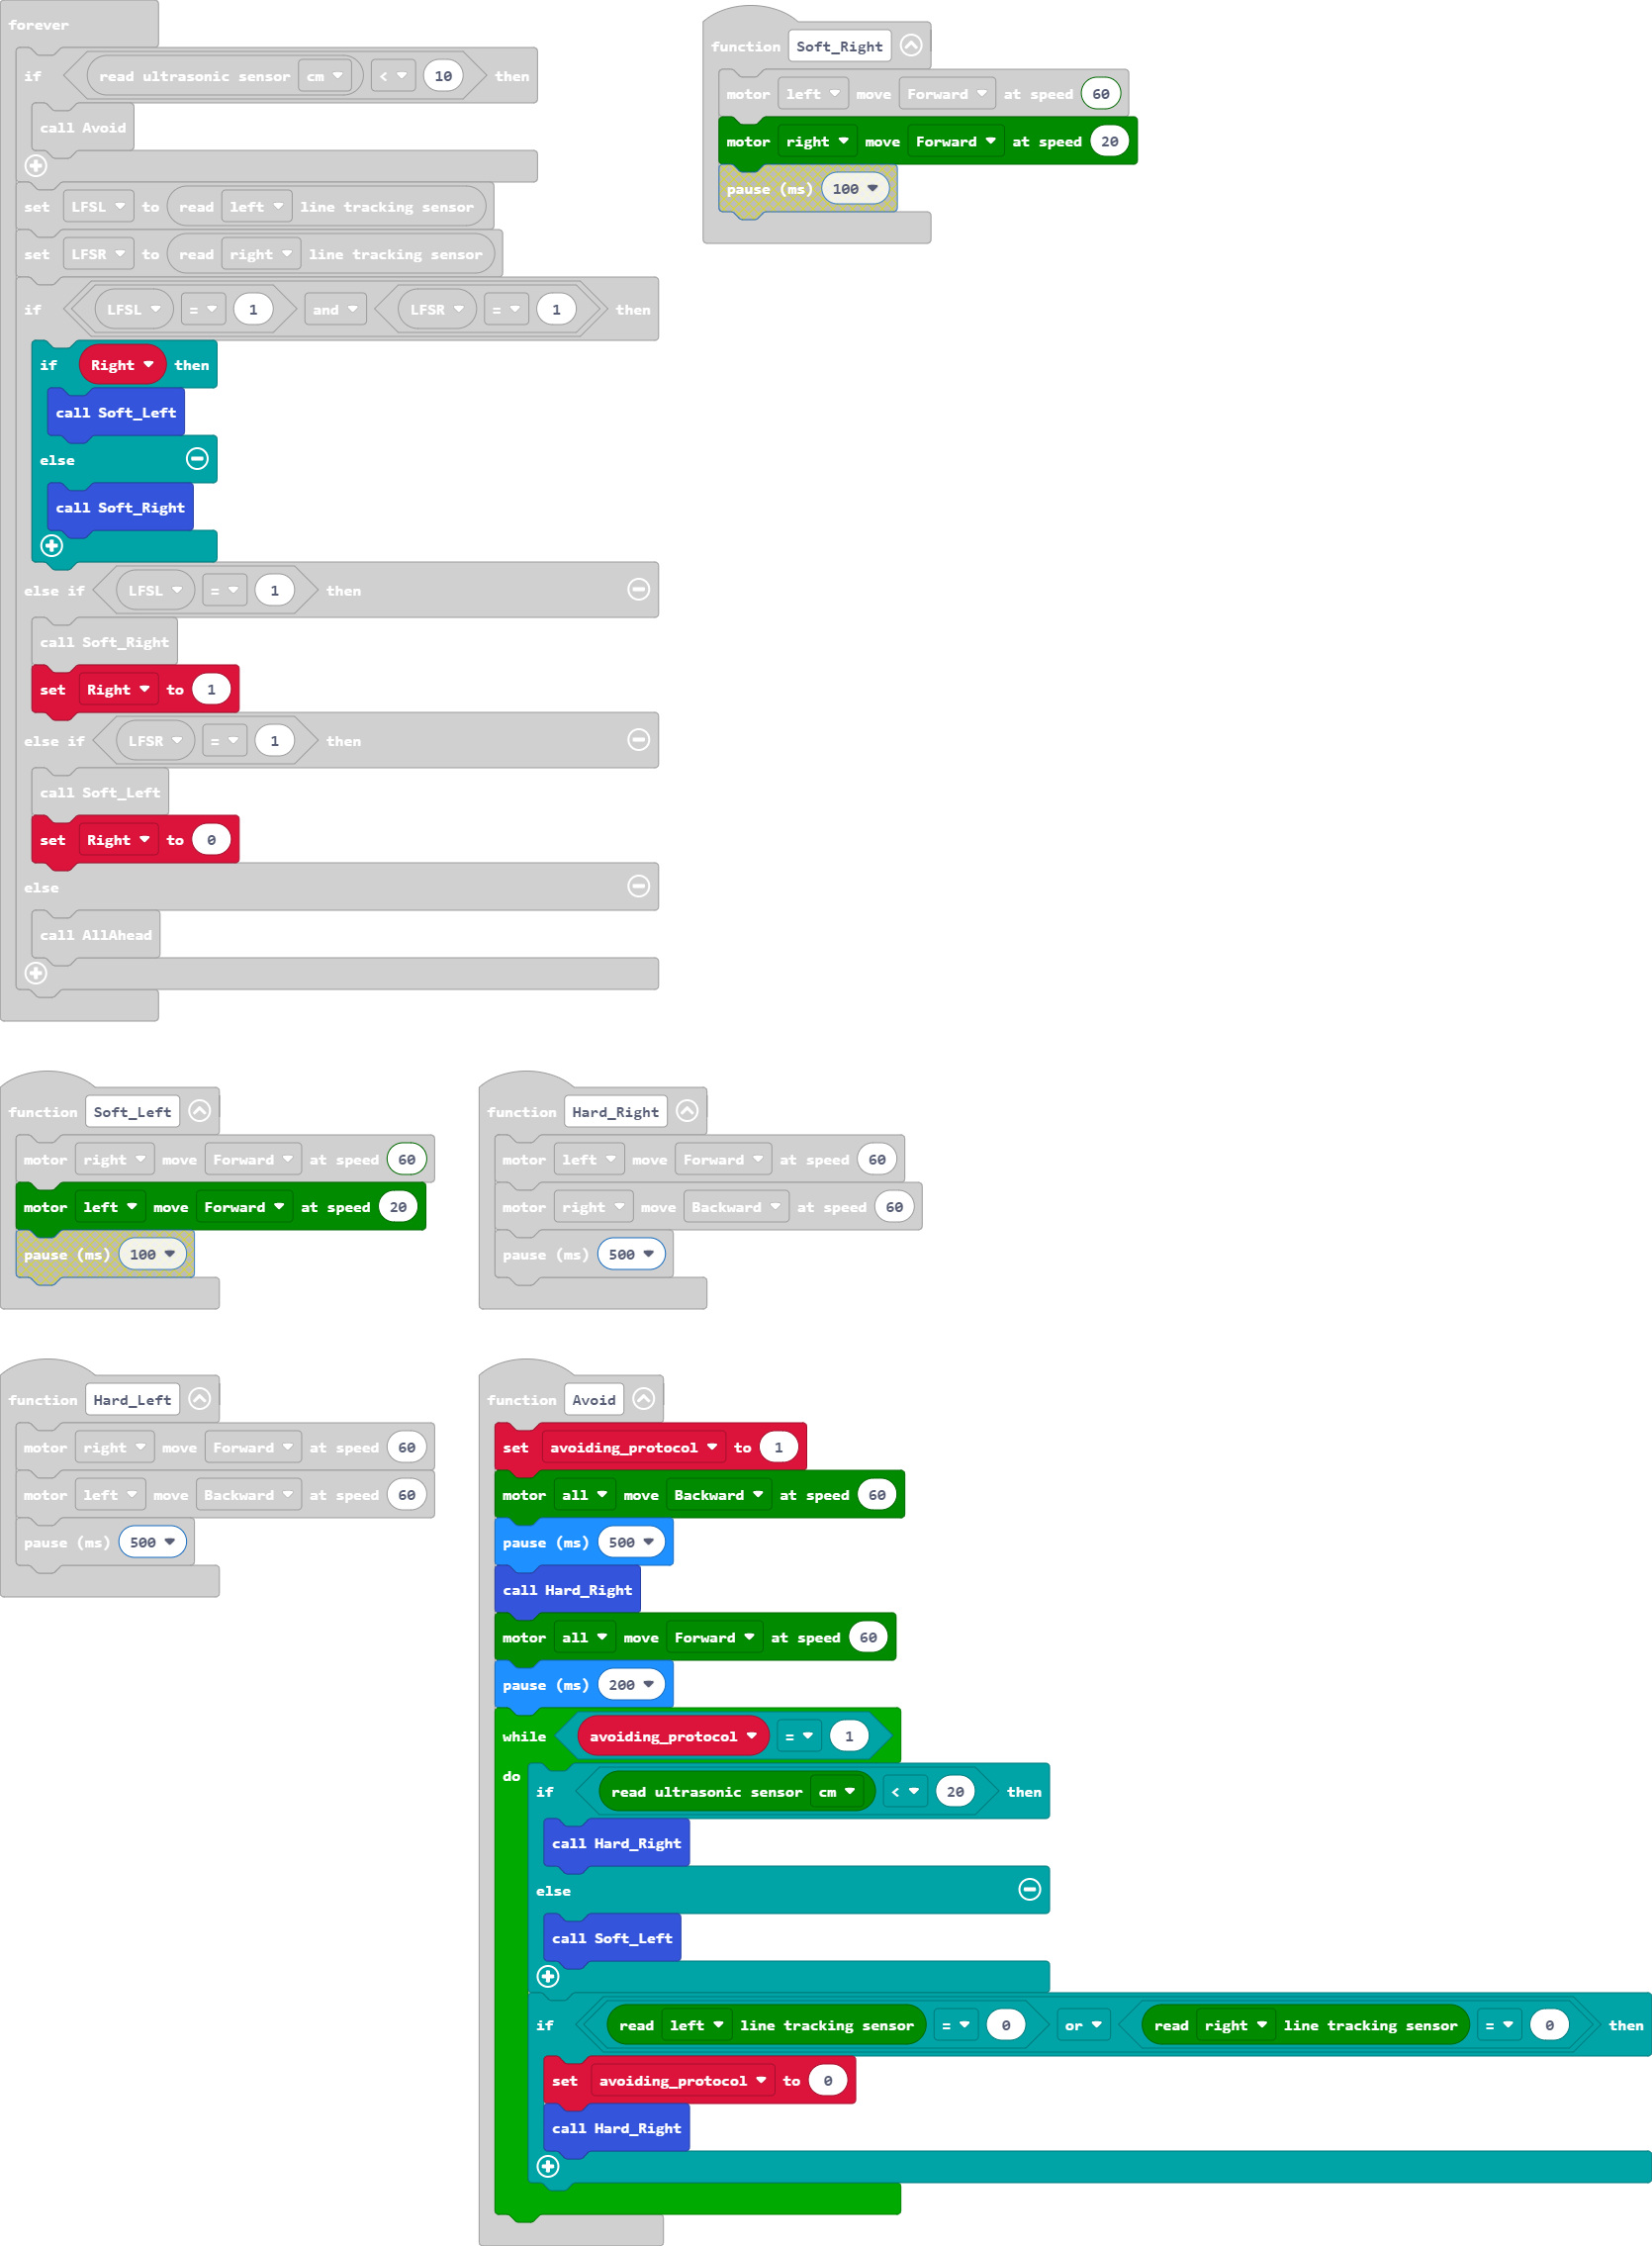 forever
if read ultrasonic sensor cm < 10 then
call Avoid
set LFSL to read left line tracking sensor
set LFSR to read right line tracking sensor
if LFSL = 1 and LFSR = 1 then
if Right then
call Soft_Left
else
call Soft_Right
else if LFSL = 1 then
call Soft_Right
set Right to 1
else if LFSR = 1 then
call Soft_Left
set Right to 0
else
call AllAhead
function Soft_Right
motor left move Forward at speed 60
motor right move Forward at speed 20
pause (ms) 100
function Soft_Left
motor right move Forward at speed 60
motor left move Forward at speed 20
pause (ms) 100
function Hard_Right
motor left move Forward at speed 60
motor right move Backward at speed 60
pause (ms) 500
function Hard_Left
motor right move Forward at speed 60
motor left move Backward at speed 60
pause (ms) 500
function Avoid
set avoiding_protocol to 1
motor all move Backward at speed 60
pause (ms) 500
call Hard_Right
motor all move Forward at speed 60
pause (ms) 200
while avoiding_protocol = 1
do if read ultrasonic sensor cm < 20 then
call Hard_Right
else
call Soft_Left
if read left line tracking sensor = 0 or read right line tracking sensor = 0 then
set avoiding_protocol to 0
call Hard_Right